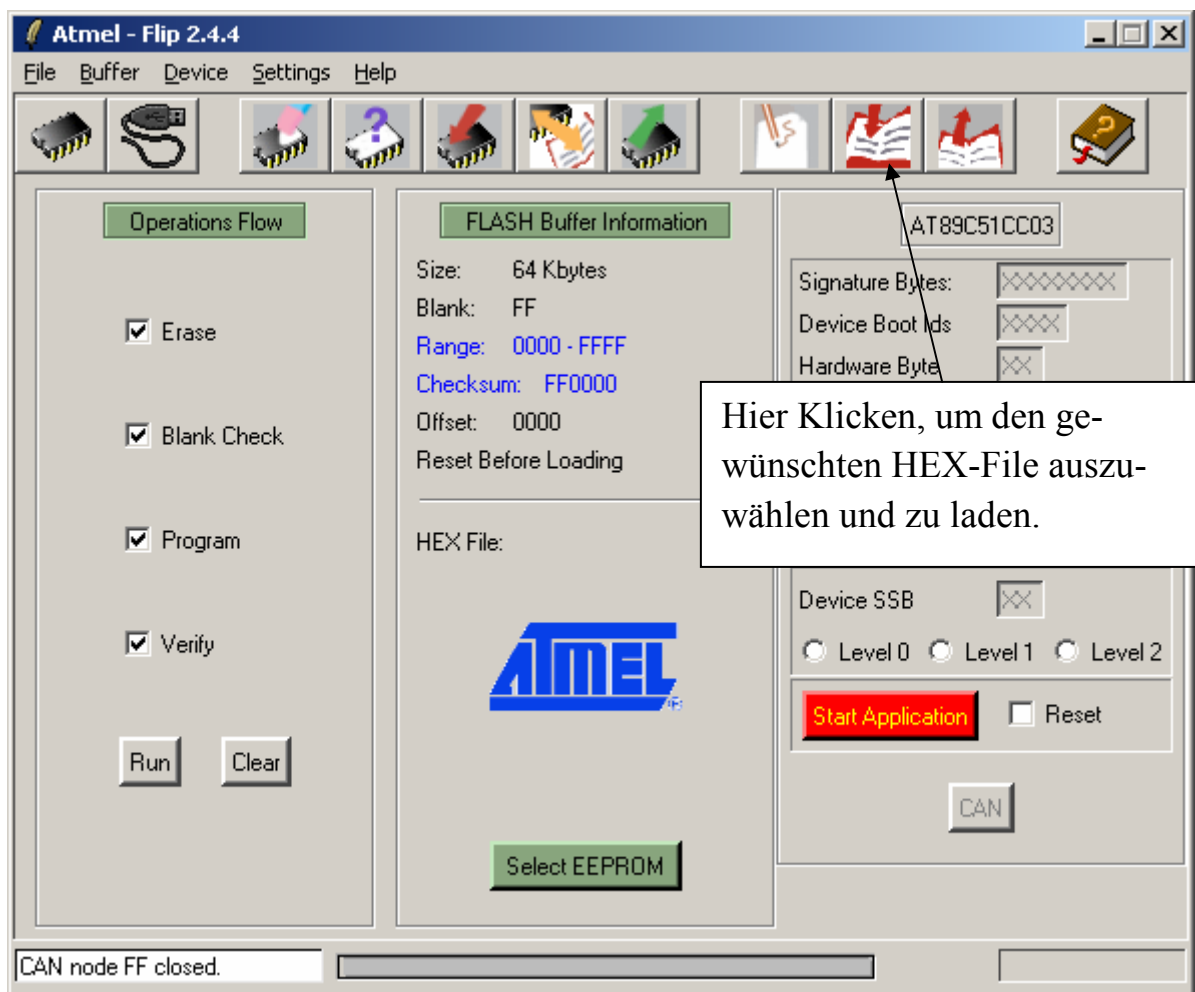 Atmel - Flip 2.4.4
File Buffer Device Settings Help
Operations Flow
Erase
Blank Check
Program
Verify
Run Clear
FLASH Buffer Information
Size: 64 Kbytes
Blank: FF
Range: 0000 - FFFF
Checksum: FF0000
Offset: 0000
Reset Before Loading
HEX File:
ATMEL
Select EEPROM
AT89C51CC03
Signature Bytes: XXXXXXXX
Device Boot Ids XXXX
Hardware Byte XX
Hier Klicken, um den ge-
wünschten HEX-File auszu-
wählen und zu laden.
Device SSB XX
Level 0 Level 1 Level 2
Start Application Reset
CAN
CAN node FF closed.